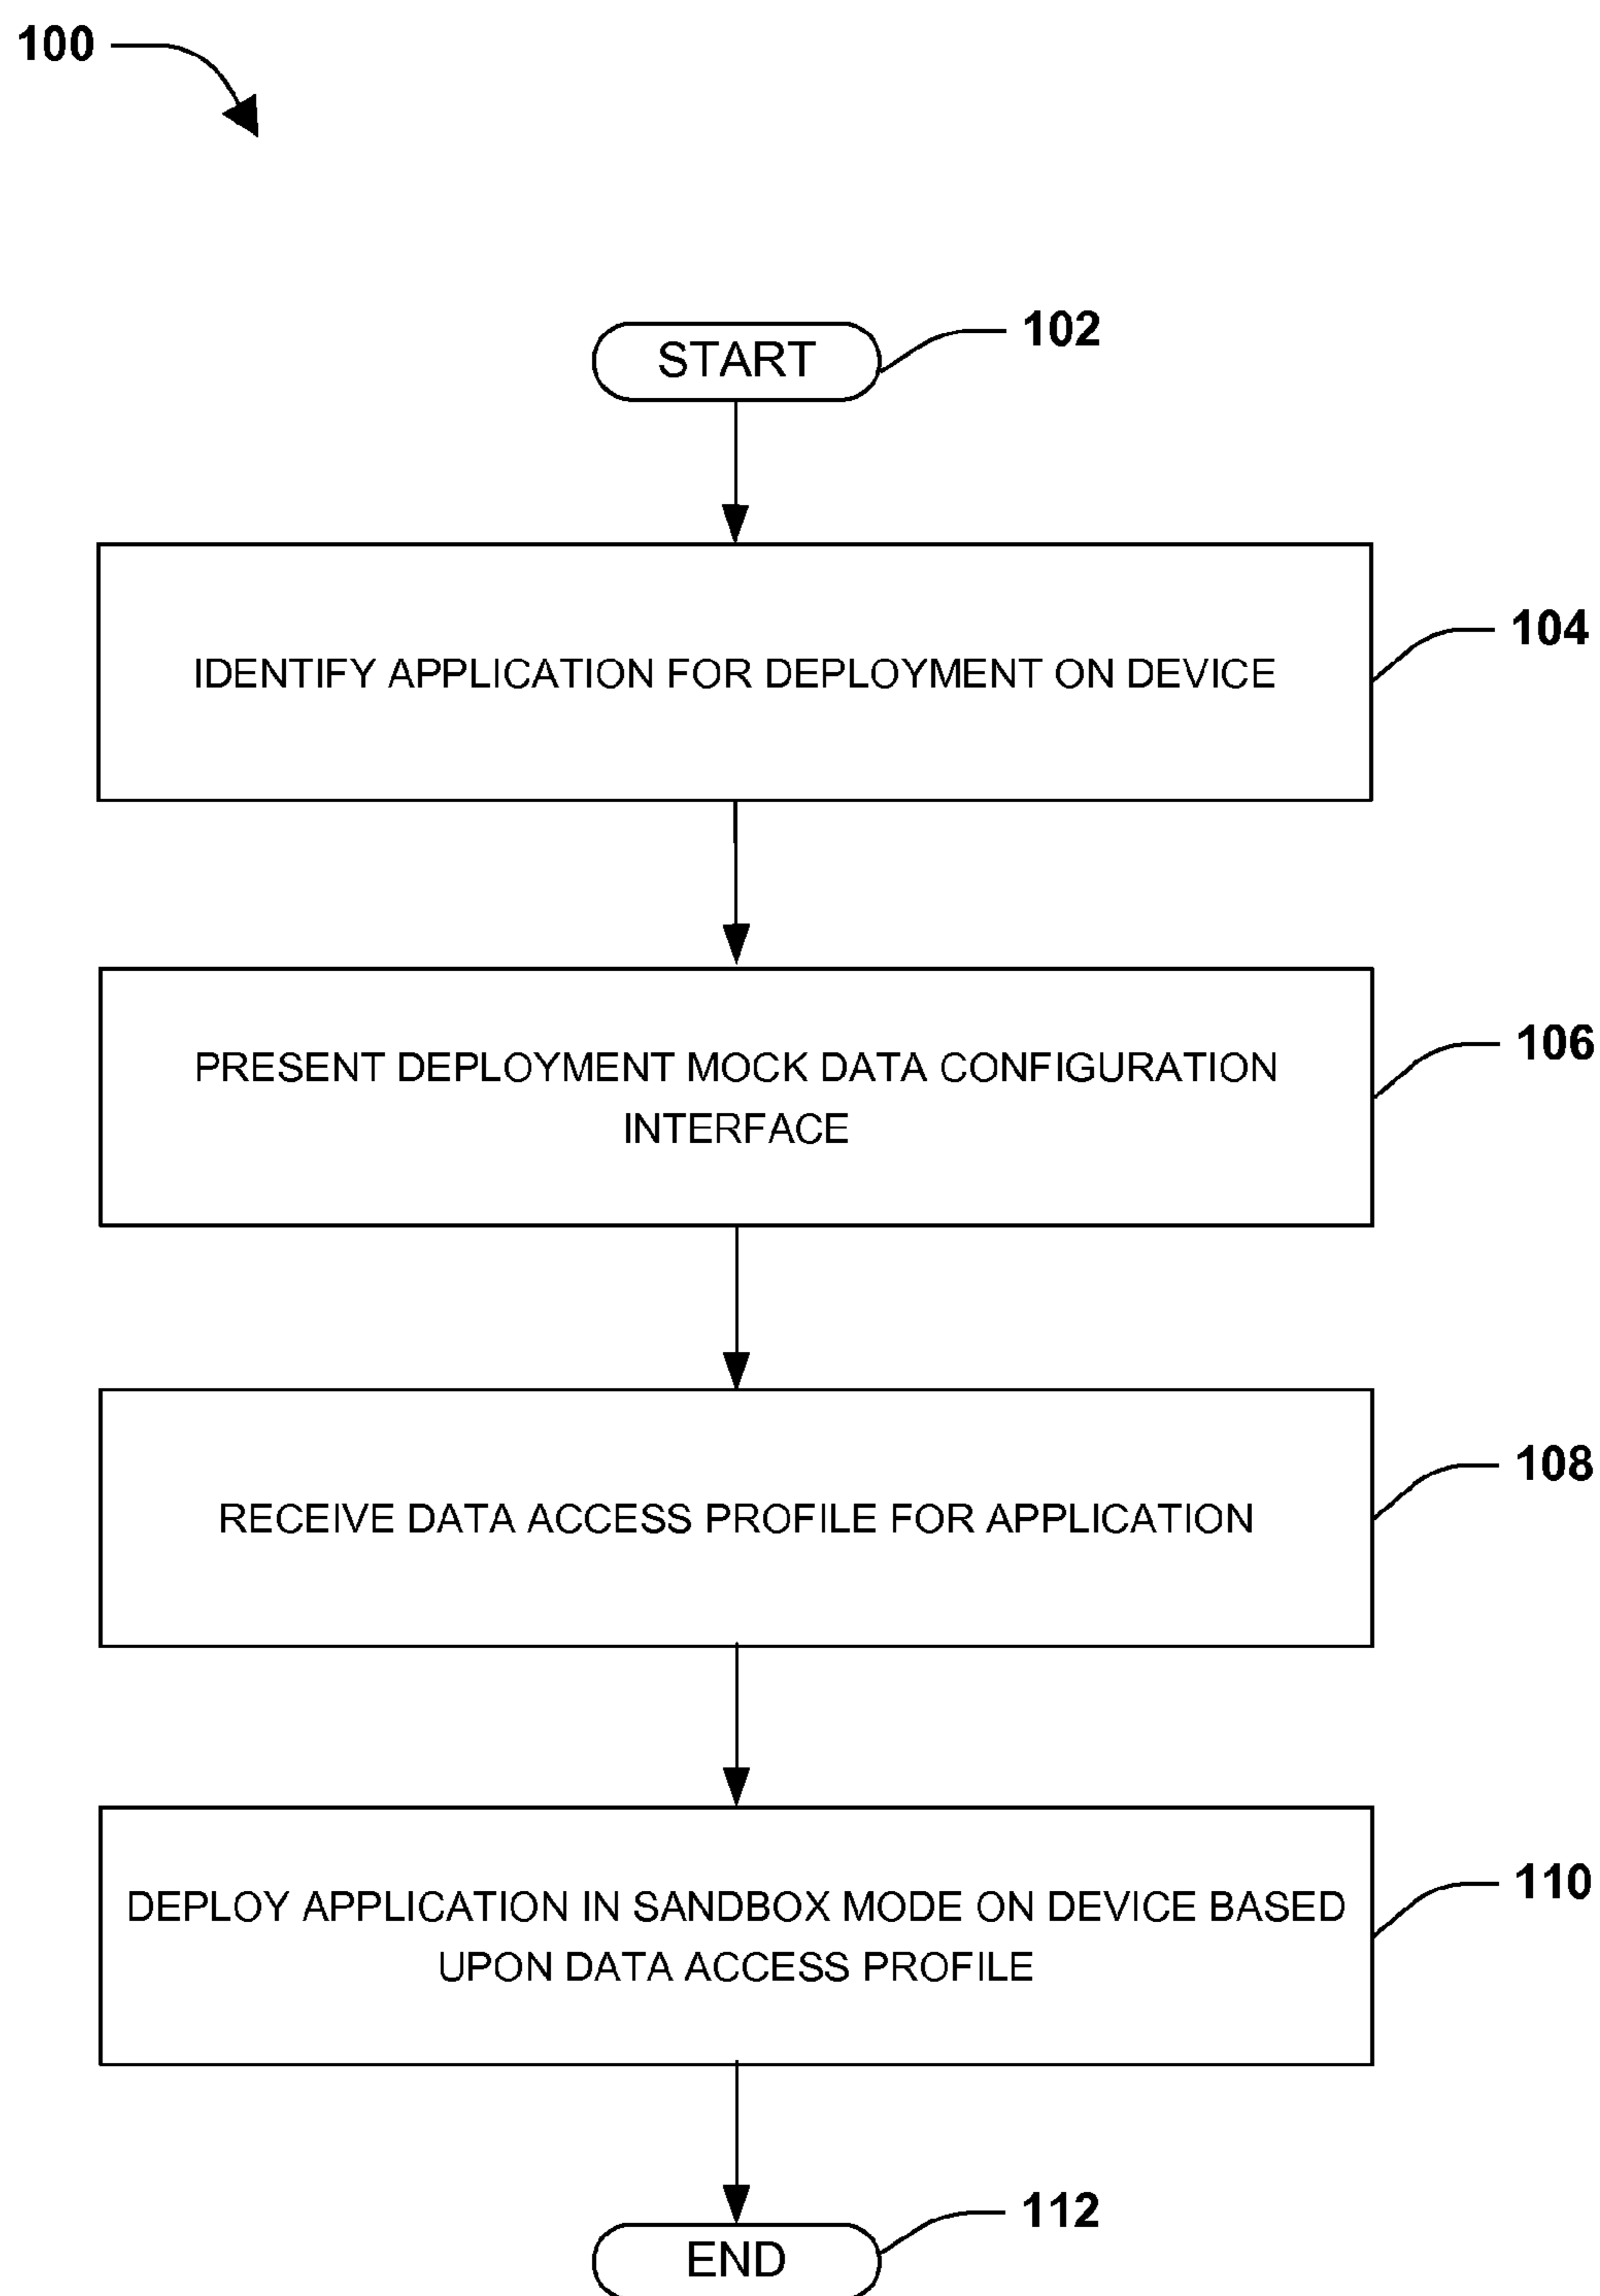 100
START
102
IDENTIFY APPLICATION FOR DEPLOYMENT ON DEVICE
104
PRESENT DEPLOYMENT MOCK DATA CONFIGURATION
INTERFACE
106
RECEIVE DATA ACCESS PROFILE FOR APPLICATION
108
DEPLOY APPLICATION IN SANDBOX MODE ON DEVICE BASED
UPON DATA ACCESS PROFILE
110
END
112